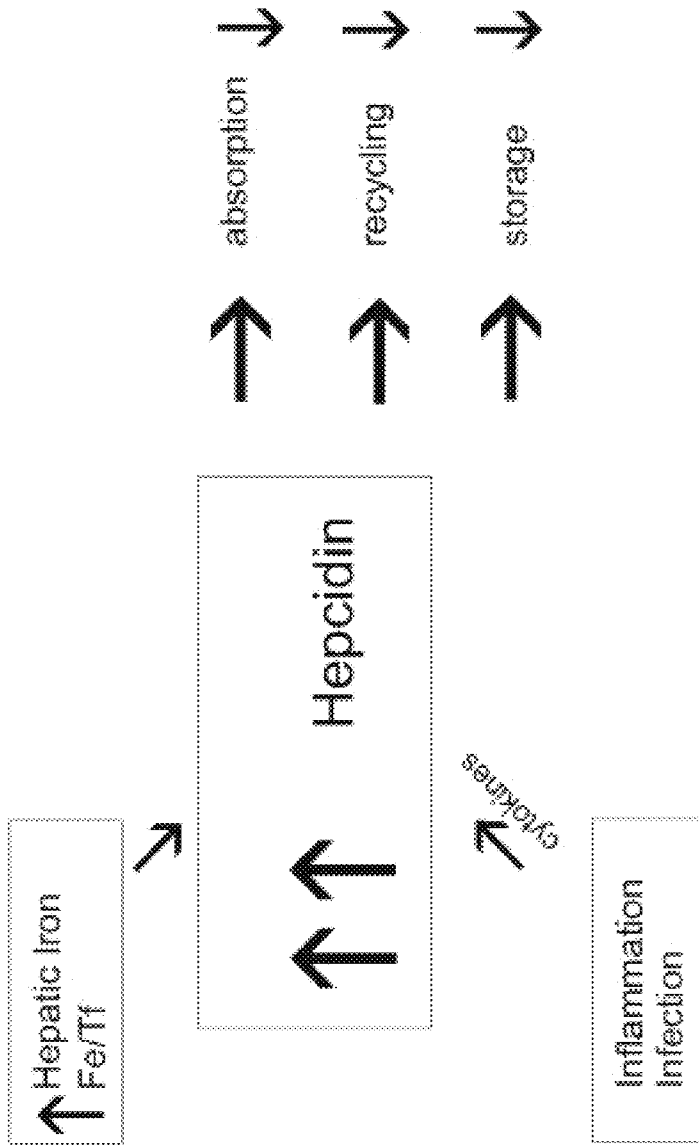 Hepatic Iron
Fe/Tf
Hepcidin
cytokines
Inflammation
Infection
absorption
recycling
storage